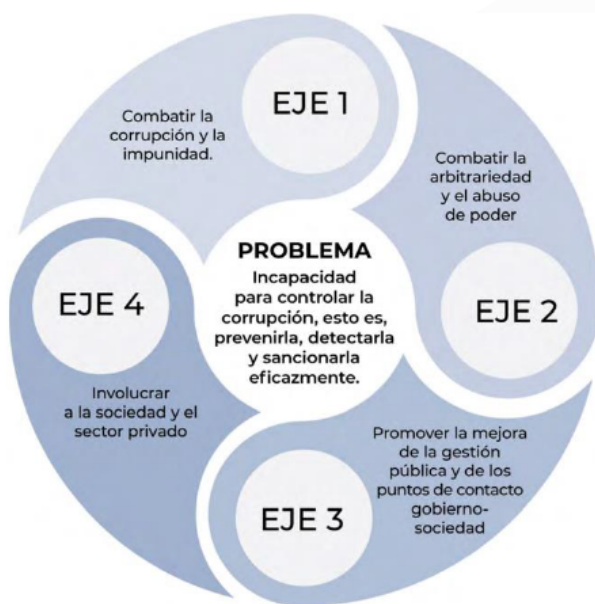 EJE 1
Combatir la
corrupción y la
impunidad.
EJE 2
Combatir la
arbitrariedad
y el abuso
de poder
PROBLEMA
Incapacidad
para controlar la
corrupción, esto es,
prevenirla, detectarla
y sancionarla
eficazmente.
EJE 3
Promover la mejora
de la gestión
pública y de los
puntos de contacto
gobierno-
sociedad
EJE 4
Involucrar
a la sociedad y el
sector privado